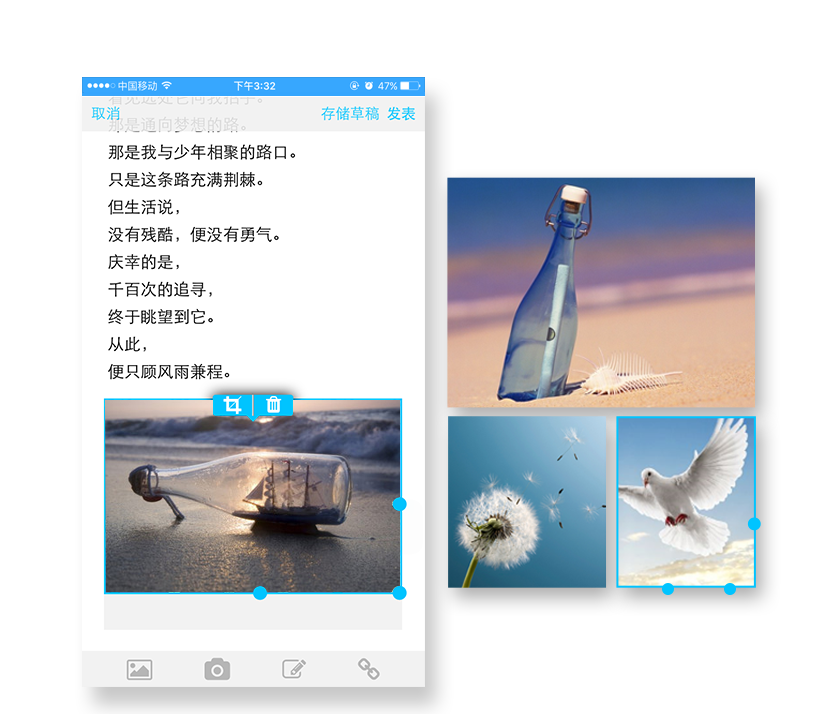 中国移动 下午3:32 47%
取消 存储草稿 发表
那是通向梦想的路。
那是我与少年相聚的路口。
只是这条路充满荆棘。
但生活说，
没有残酷，便没有勇气。
庆幸的是，
千百次的追寻，
终于眺望到它。
从此，
便只顾风雨兼程。